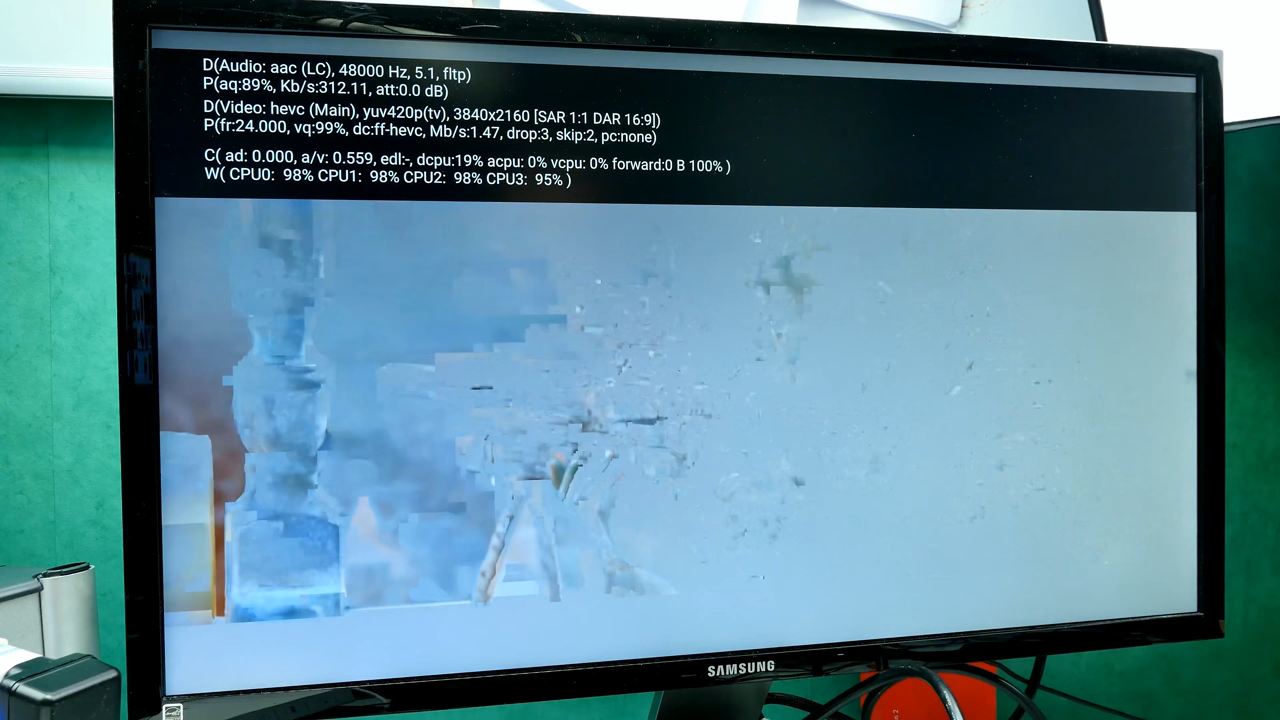 D(Audio: aac (LC), 48000 Hz, 5.1, fltp)
P(aq:89%, Kb/s:312.11, att:0.0 dB)
D(Video: hevc (Main), yuv420p(tv), 3840x2160 [SAR 1:1 DAR 16:9])
P(fr:24.000, vq:99%, dc:ff-hevc, Mb/s:1.47, drop:3, skip:2, pc:none)
C( ad: 0.000, a/v: 0.559, edl:-, dcpu:19% acpu: 0% vcpu: 0% forward:0 B 100% )
W( CPU0: 98% CPU1: 98% CPU2: 98% CPU3: 95% )
SAMSUNG